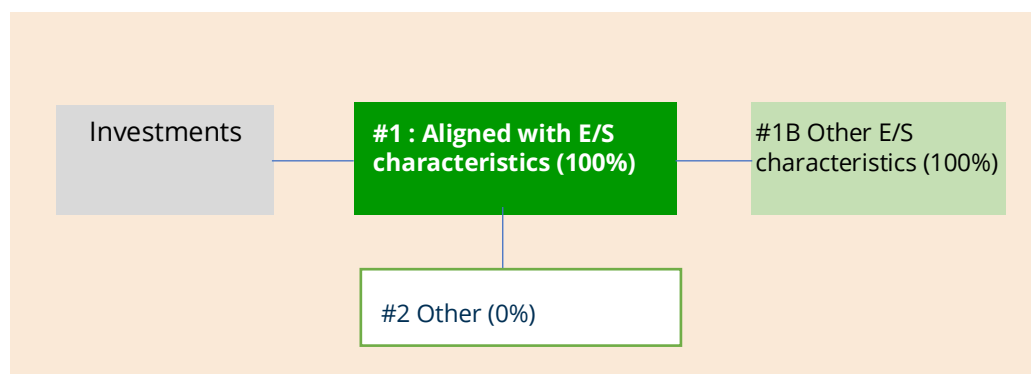 Investments
#1 : Aligned with E/S
characteristics (100%)
#1B Other E/S
characteristics (100%)
#2 Other (0%)